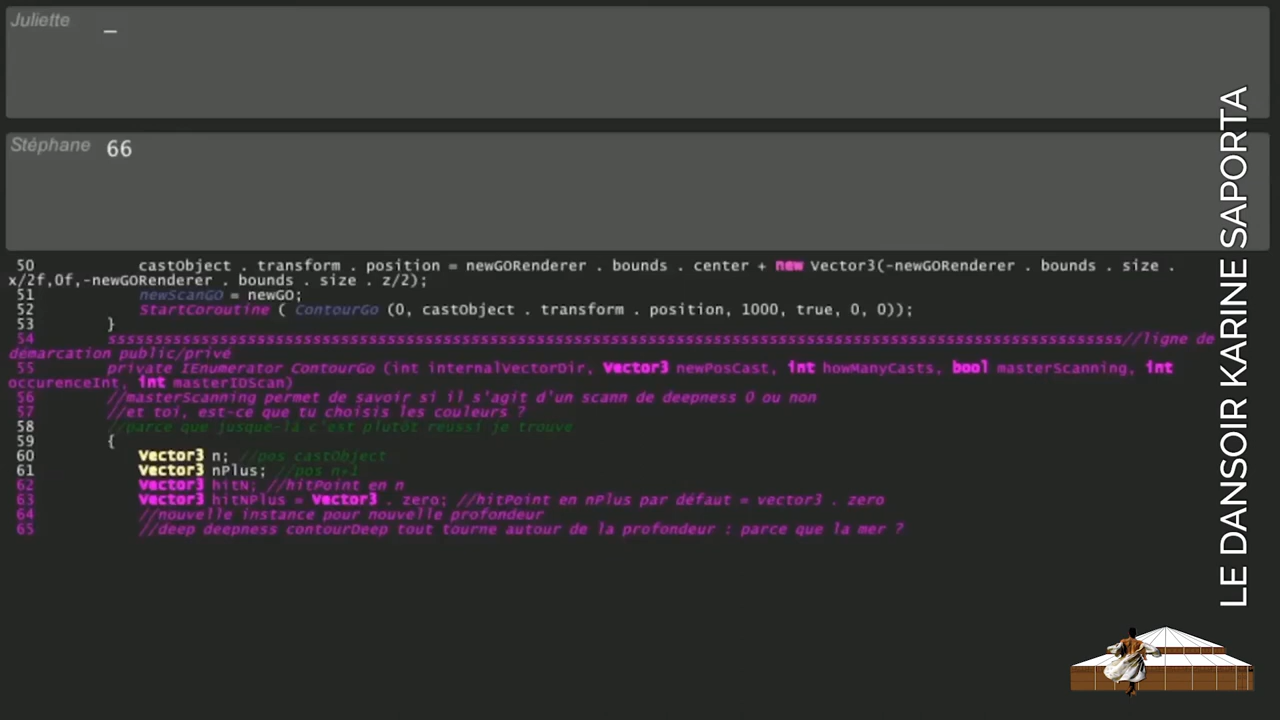 Juliette _
Stéphane 66
50 castObject . transform . position = newGORenderer . bounds . center + new Vector3(-newGORenderer . bounds . size .
x/2f,0f,-newGORenderer . bounds . size . z/2);
51 newScanGO = newGO;
52 StartCoroutine ( ContourGo (0, castObject . transform . position, 1000, true, 0, 0));
53 }
54 sssssssssssssssssssssssssssssssssssssssssssssssssssssssssssssssssssssssssssssssssssssssssssssssssssssssssssssss//ligne de
démarcation public/privé
55 private IEnumerator ContourGo (int internalVectorDir, Vector3 newPosCast, int howManyCasts, bool masterScanning, int
occurenceInt, int masterIDScan)
56 //masterScanning permet de savoir si il s'agit d'un scann de deepness 0 ou non
57 //et toi, est-ce que tu choisis les couleurs ?
58 //parce que jusque-là c'est plutôt reussi je trouve
59 {
60 Vector3 n; //pos castObject
61 Vector3 nPlus; //pos n+1
62 Vector3 hitN; //hitPoint en n
63 Vector3 hitNPlus = Vector3 . zero; //hitPoint en nPlus par défaut = vector3 . zero
64 //nouvelle instance pour nouvelle profondeur
65 //deep deepness contourDeep tout tourne autour de la profondeur : parce que la mer ?
LE DANSOIR KARINE SAPORTA